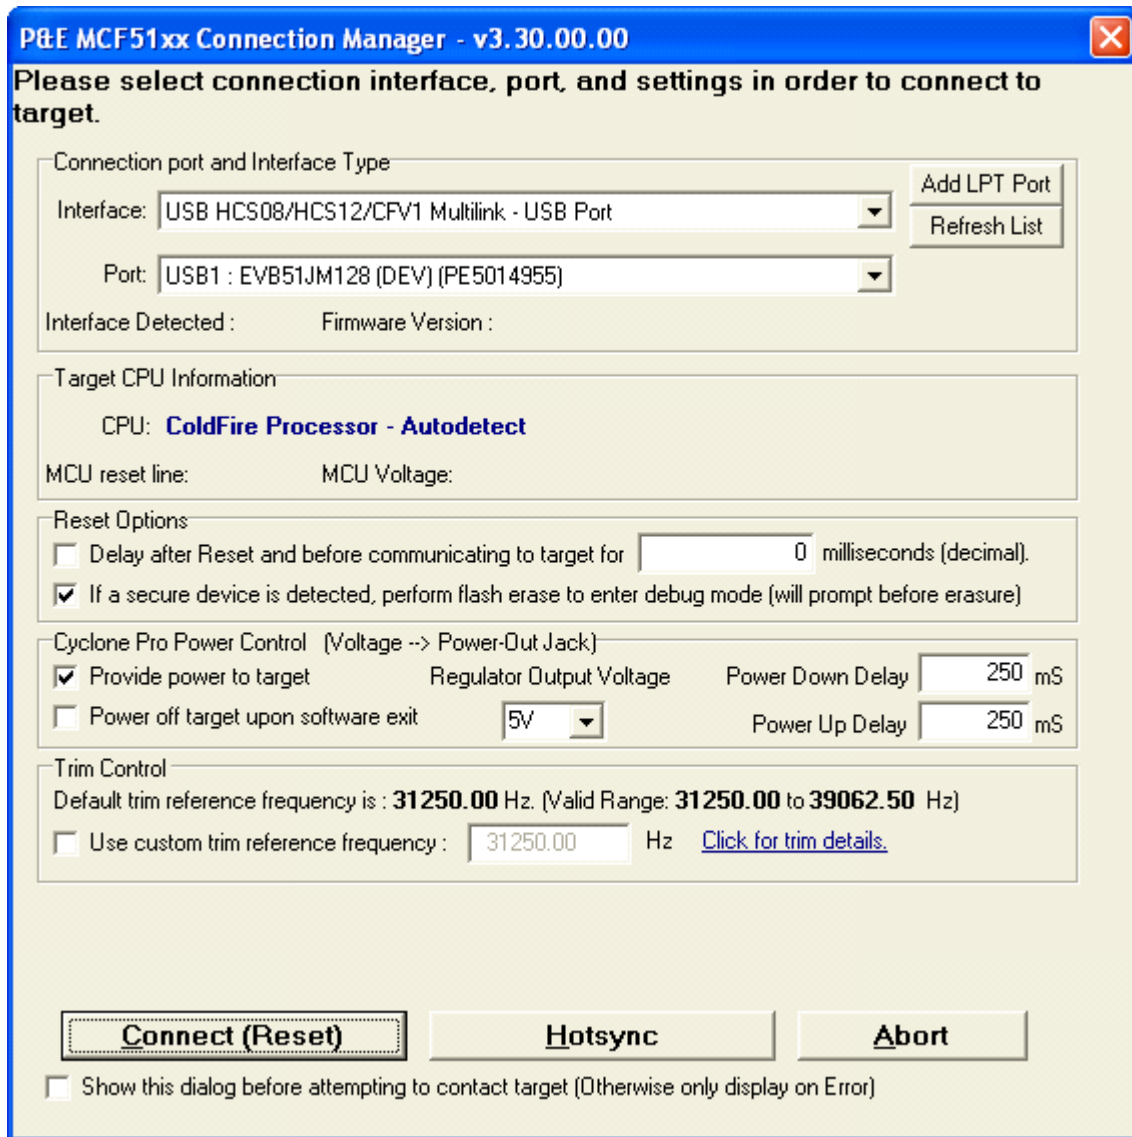 P&E MCF51xx Connection Manager - v3.30.00.00
Please select connection interface, port, and settings in order to connect to
target.
Connection port and Interface Type
Add LPT Port
Interface: USB HCS08/HCS12/CFV1 Multilink - USB Port
Refresh List
Port: USB1 : EVB51JM128 (DEV) (PE5014955)
Interface Detected : Firmware Version :
Target CPU Information
CPU: ColdFire Processor - Autodetect
MCU reset line: MCU Voltage:
Reset Options
Delay after Reset and before communicating to target for 0 milliseconds (decimal).
If a secure device is detected, perform flash erase to enter debug mode (will prompt before erasure)
Cyclone Pro Power Control (Voltage --> Power-Out Jack)
Provide power to target Regulator Output Voltage Power Down Delay 250 mS
Power off target upon software exit 5V Power Up Delay 250 mS
Trim Control
Default trim reference frequency is : 31250.00 Hz. (Valid Range: 31250.00 to 39062.50 Hz)
Use custom trim reference frequency : 31250.00 Hz Click for trim details.
Connect (Reset) Hotsync Abort
Show this dialog before attempting to contact target (Otherwise only display on Error)